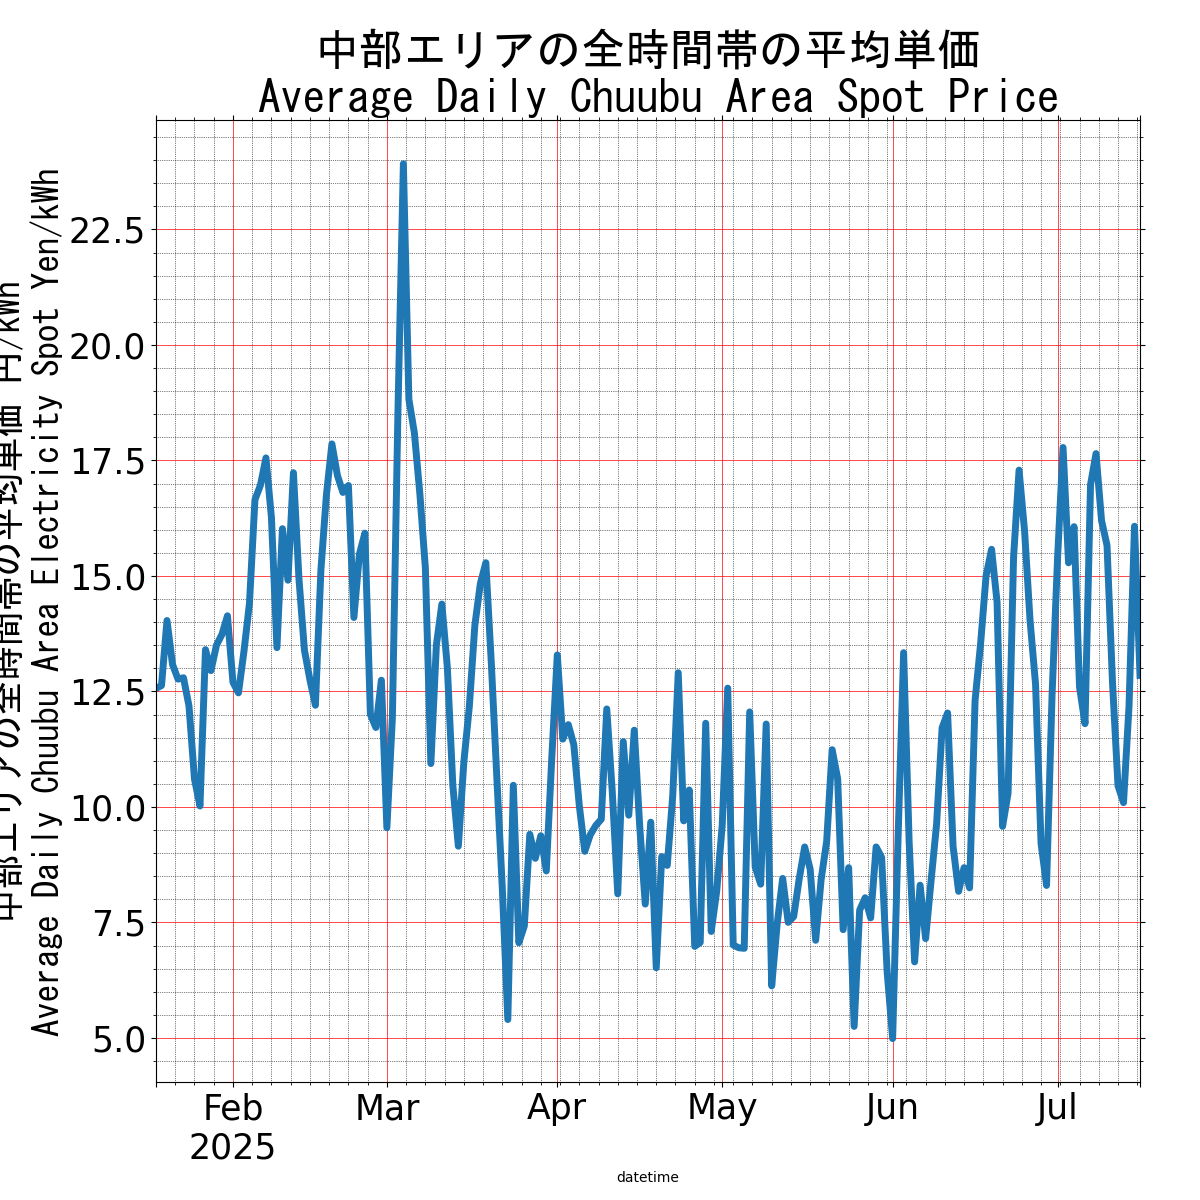 中部エリアの全時間帯の平均単価
Average Daily Chuubu Area Spot Price
中部エリアの全時間帯の平均単価 円/kWh
Average Daily Chuubu Area Electricity Spot Yen/kWh
22.5
20.0
17.5
15.0
12.5
10.0
7.5
5.0
Feb
2025
Mar
Apr
May
Jun
Jul
datetime